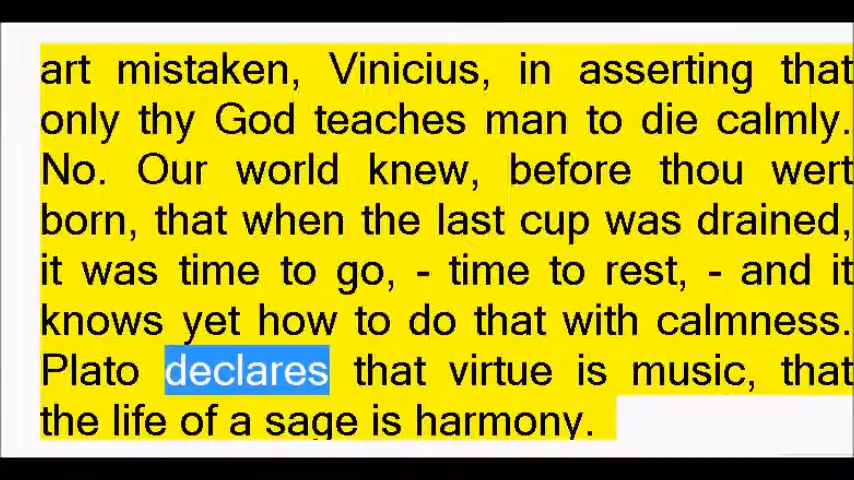 art mistaken, Vinicius, in asserting that
only thy God teaches man to die calmly.
No. Our world knew, before thou wert
born, that when the last cup was drained,
it was time to go, - time to rest, - and it
knows yet how to do that with calmness.
Plato declares that virtue is music, that
the life of a sage is harmony.